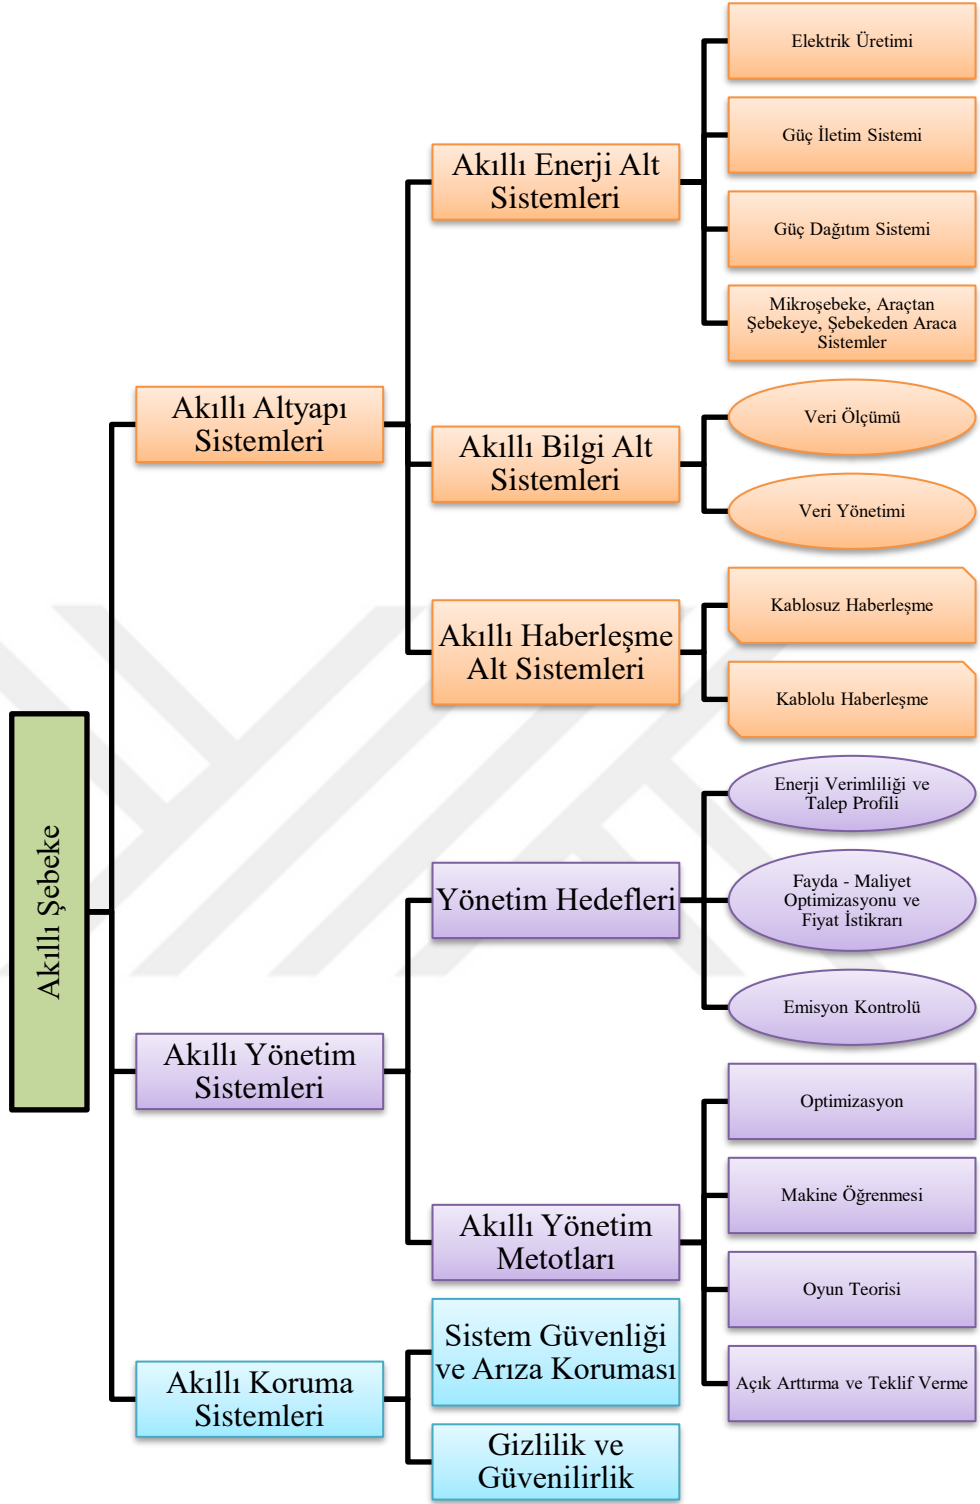 Akıllı Şebeke
Akıllı Altyapı
Sistemleri
Akıllı Enerji Alt
Sistemleri
Elektrik Üretimi
Güç İletim Sistemi
Güç Dağıtım Sistemi
Mikroşebeke, Araçtan
Şebekeye, Şebekeden Araca
Sistemler
Akıllı Bilgi Alt
Sistemleri
Veri Ölçümü
Veri Yönetimi
Akıllı Haberleşme
Alt Sistemleri
Kablosuz Haberleşme
Kablolu Haberleşme
Akıllı Yönetim
Sistemleri
Yönetim Hedefleri
Enerji Verimliliği ve
Talep Profili
Fayda - Maliyet
Optimizasyonu ve
Fiyat İstikrarı
Emisyon Kontrolü
Akıllı Yönetim
Metotları
Optimizasyon
Makine Öğrenmesi
Oyun Teorisi
Açık Arttırma ve Teklif Verme
Akıllı Koruma
Sistemleri
Sistem Güvenliği
ve Arıza Koruması
Gizlilik ve
Güvenilirlik